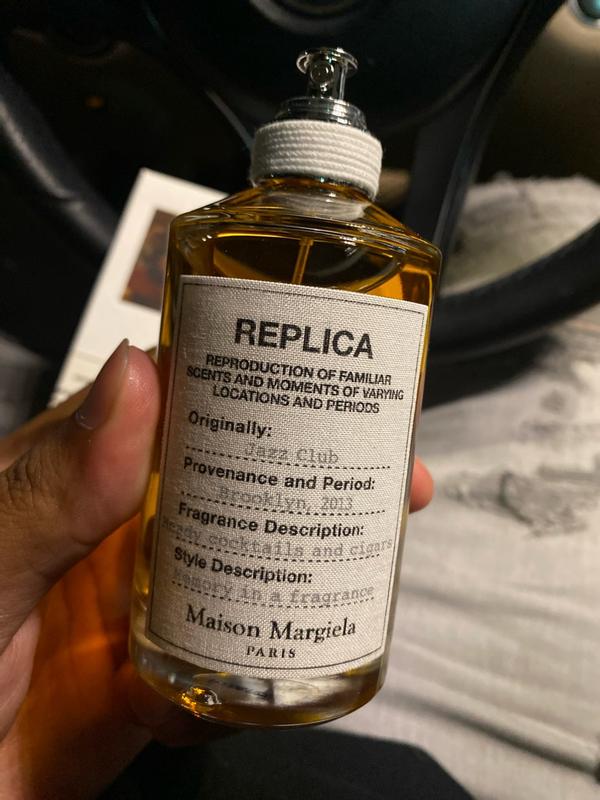 REPLICA
REPRODUCTION OF FAMILIAR
SCENTS AND MOMENTS OF VARYING
LOCATIONS AND PERIODS
Originally:
Jazz Club
Provenance and Period:
Brooklyn, 2013
Fragrance Description:
Heady cocktails and cigars
Style Description:
Memory in a fragrance
Maison Margiela
PARIS